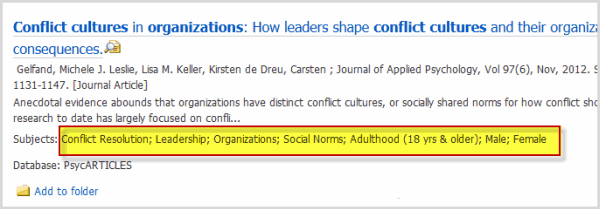 Conflict cultures in organizations: How leaders shape conflict cultures and their organiza
consequences.
Gelfand, Michele J. Leslie, Lisa M. Keller, Kirsten de Dreu, Carsten ; Journal of Applied Psychology, Vol 97(6), Nov, 2012. S
1131-1147. [Journal Article]
Anecdotal evidence abounds that organizations have distinct conflict cultures, or socially shared norms for how conflict sho
research to date has largely focused on confli...
Subjects: Conflict Resolution; Leadership; Organizations; Social Norms; Adulthood (18 yrs & older); Male; Female
Database: PsycARTICLES
Add to folder